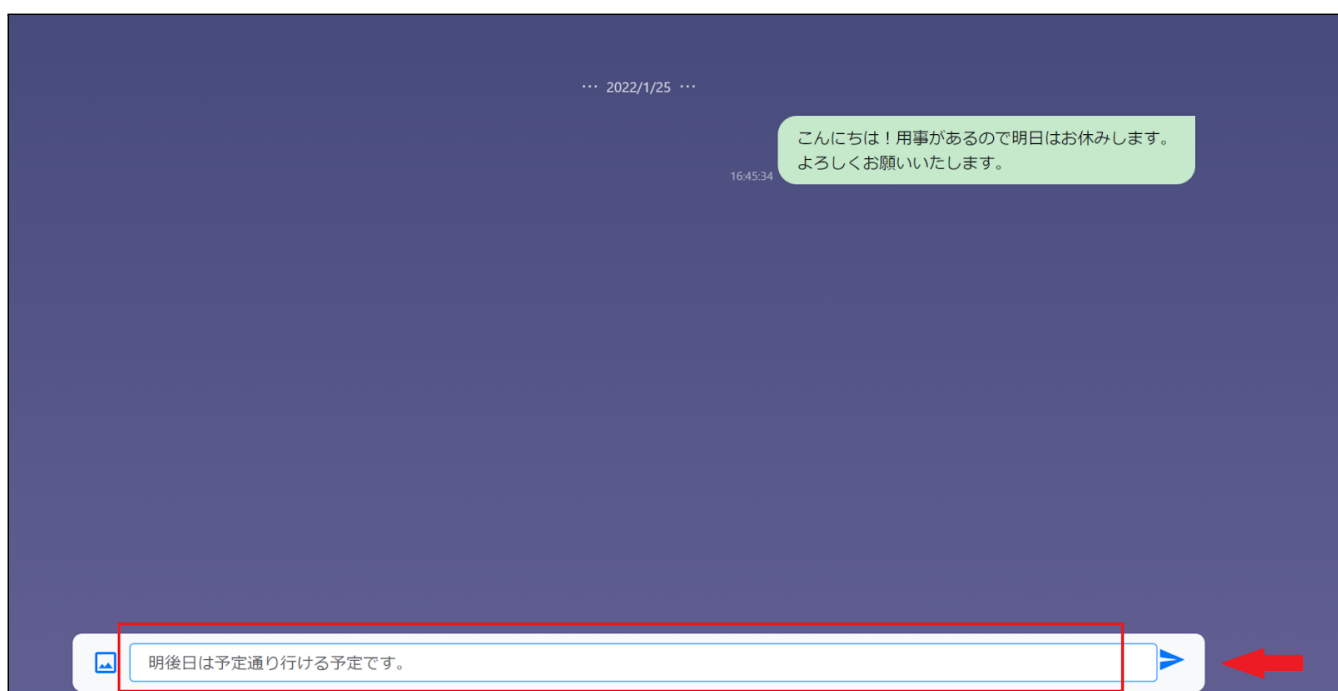 ··· 2022/1/25 ···
こんにちは！用事があるので明日はお休みします。
よろしくお願いいたします。
16:45:34
明後日は予定通り行ける予定です。